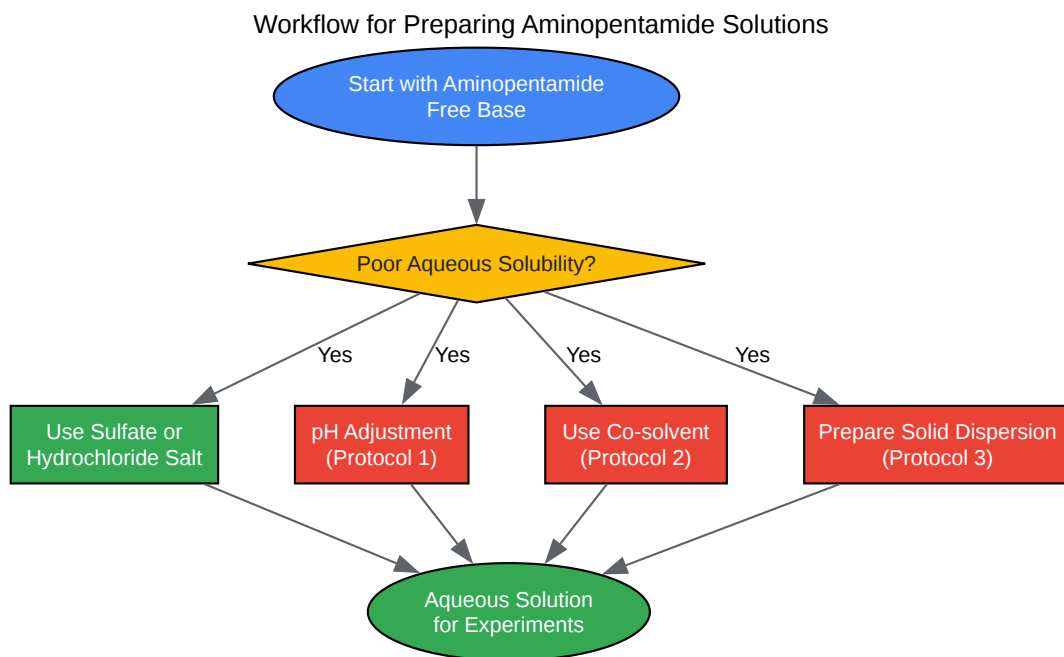 Workflow for Preparing Aminopentamide Solutions
Start with Aminopentamide
Free Base
Poor Aqueous Solubility?
Yes
Yes
Yes
Yes
Use Sulfate or
Hydrochloride Salt
pH Adjustment
(Protocol 1)
Use Co-solvent
(Protocol 2)
Prepare Solid Dispersion
(Protocol 3)
Aqueous Solution
for Experiments